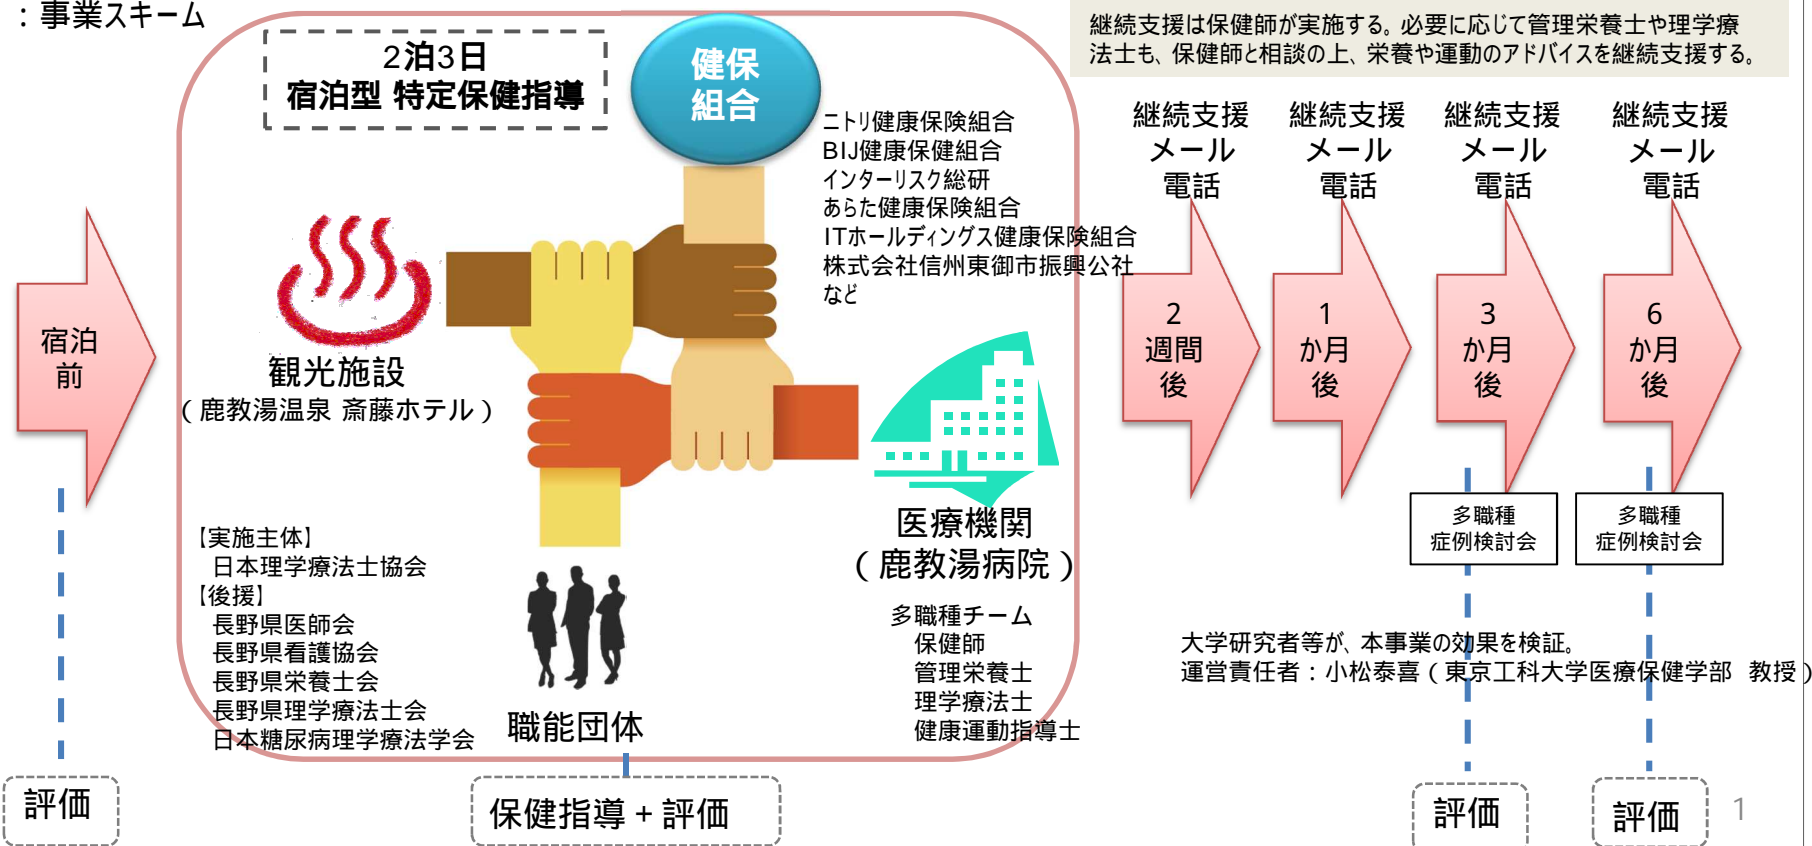 ：事業スキーム
2泊3日
宿泊型 特定保健指導
健保
組合
ニトリ健康保険組合
BIJ健康保健組合
インターリスク総研
あらた健康保険組合
ITホールディングス健康保険組合
株式会社信州東御市振興公社
など
宿泊
前
観光施設
（鹿教湯温泉 斎藤ホテル）
医療機関
（鹿教湯病院）
多職種チーム
保健師
管理栄養士
理学療法士
健康運動指導士
【実施主体】
日本理学療法士協会
【後援】
長野県医師会
長野県看護協会
長野県栄養士会
長野県理学療法士会
日本糖尿病理学療法学会
職能団体
継続支援は保健師が実施する。必要に応じて管理栄養士や理学療
法士も、保健師と相談の上、栄養や運動のアドバイスを継続支援する。
継続支援
メール
電話
継続支援
メール
電話
継続支援
メール
電話
継続支援
メール
電話
2
週間
後
1
か月
後
3
か月
後
6
か月
後
多職種
症例検討会
多職種
症例検討会
大学研究者等が、本事業の効果を検証。
運営責任者：小松泰喜（東京工科大学医療保健学部 教授）
評価
保健指導＋評価
評価
評価
1